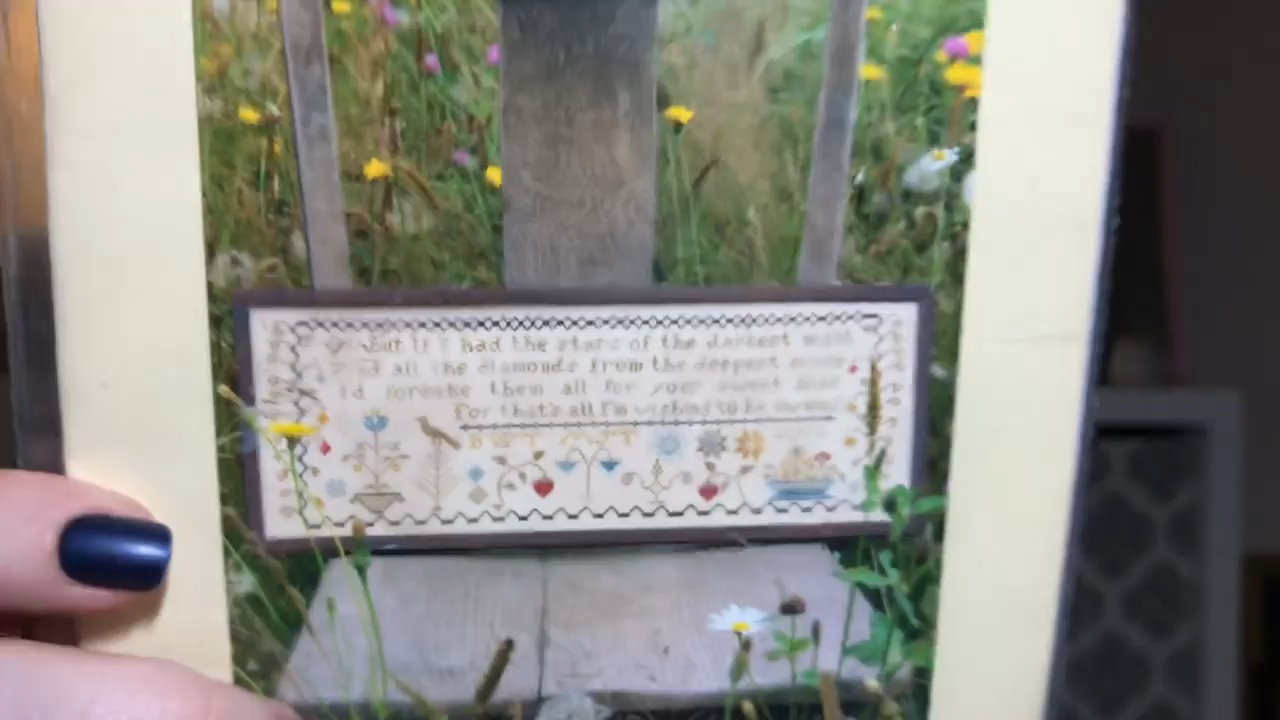 but if I had the stars of the darkest
all the diamonds from the deepest
Id forsake them all for your sweet
For that's all I'm wishing to be